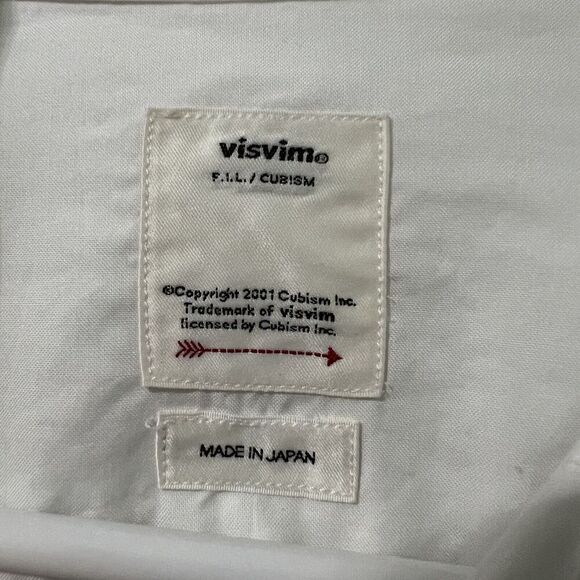 visvim®
F.I.L. / CUBISM
©Copyright 2001 Cubism Inc.
Trademark of visvim
licensed by Cubism Inc.
MADE IN JAPAN